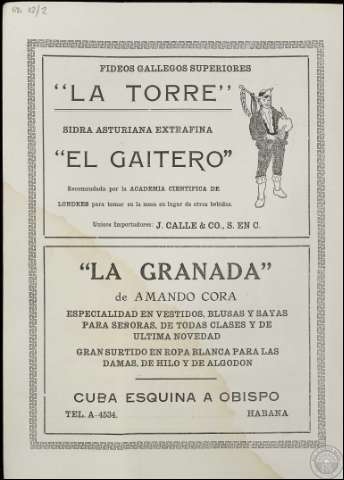 FIDEOS GALLEGOS SUPERIORES
"LA TORRE"
SIDRA ASTURIANA EXTRAFINA
"EL GAITERO"
Recomendada por la ACADEMIA CIENTIFICA DE
LONDRES para tomar en la mesa en lugar de otras bebidas.
Unicos Importadores: J. CALLE & CO., S. EN C.
"LA GRANADA"
de AMANDO CORA
ESPECIALIDAD EN VESTIDOS, BLUSAS Y SAYAS
PARA SEÑORAS, DE TODAS CLASES Y DE
ULTIMA NOVEDAD
GRAN SURTIDO EN ROPA BLANCA PARA LAS
DAMAS, DE HILO Y DE ALGODON
CUBA ESQUINA A OBISPO
TEL. A-4534. HABANA